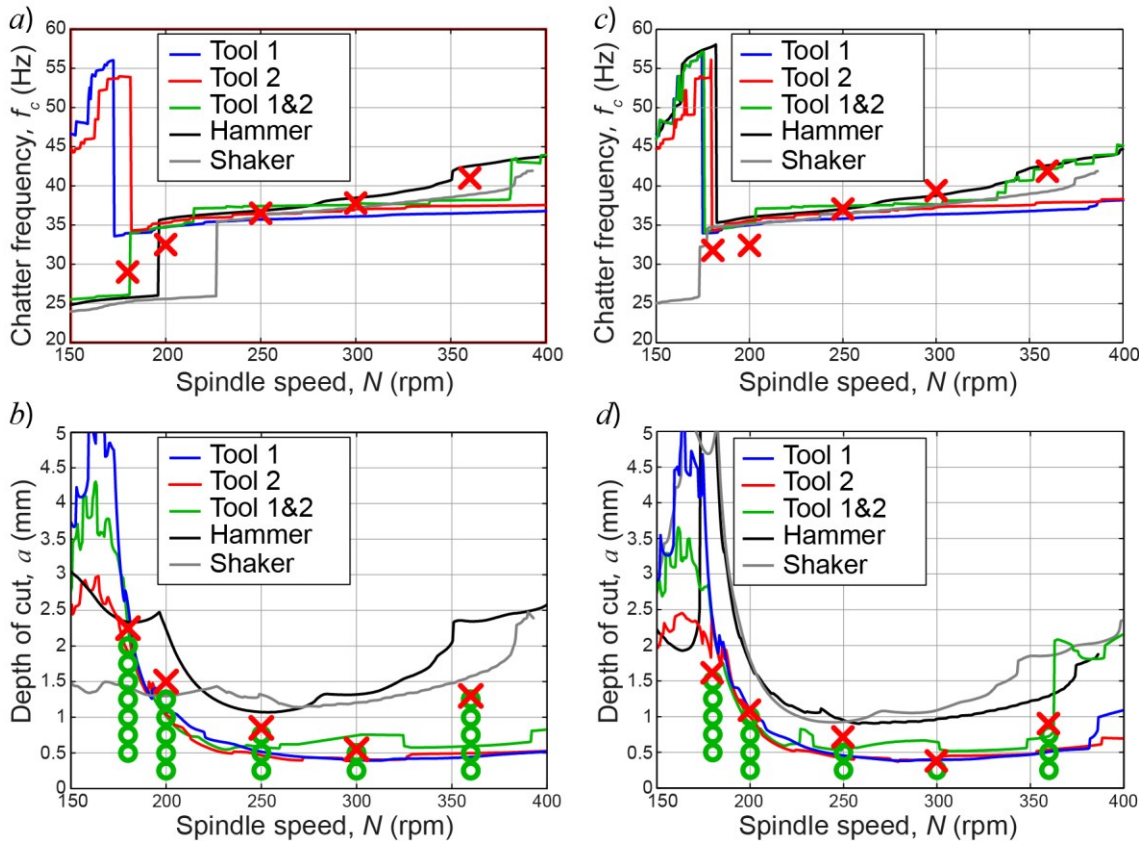 a)
Chatter frequency, f_c (Hz)
60
55
50
45
40
35
30
25
20
Tool 1
Tool 2
Tool 1&2
Hammer
Shaker
150 200 250 300 350 400
Spindle speed, N (rpm)
c)
Chatter frequency, f_c (Hz)
60
55
50
45
40
35
30
25
20
Tool 1
Tool 2
Tool 1&2
Hammer
Shaker
150 200 250 300 350 400
Spindle speed, N (rpm)
b)
Depth of cut, a (mm)
5
4.5
4
3.5
3
2.5
2
1.5
1
0.5
0
Tool 1
Tool 2
Tool 1&2
Hammer
Shaker
150 200 250 300 350 400
Spindle speed, N (rpm)
d)
Depth of cut, a (mm)
5
4.5
4
3.5
3
2.5
2
1.5
1
0.5
0
Tool 1
Tool 2
Tool 1&2
Hammer
Shaker
150 200 250 300 350 400
Spindle speed, N (rpm)